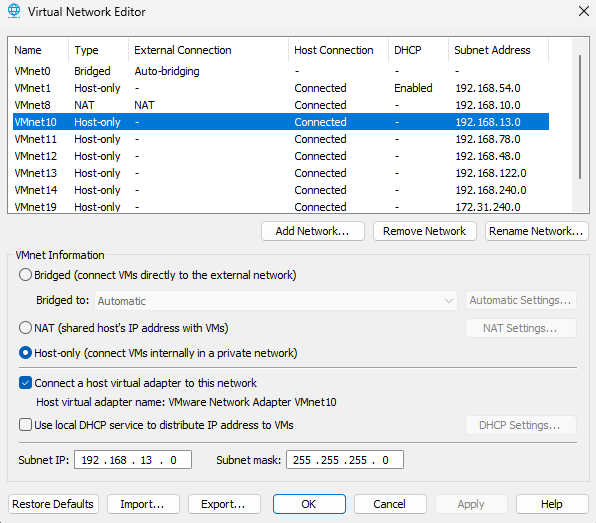 Virtual Network Editor
Name Type External Connection Host Connection DHCP Subnet Address
VMnet0 Bridged Auto-bridging - - -
VMnet1 Host-only - Connected Enabled 192.168.54.0
VMnet8 NAT NAT Connected - 192.168.10.0
VMnet10 Host-only - Connected - 192.168.13.0
VMnet11 Host-only - Connected - 192.168.78.0
VMnet12 Host-only - Connected - 192.168.48.0
VMnet13 Host-only - Connected - 192.168.122.0
VMnet14 Host-only - Connected - 192.168.240.0
VMnet19 Host-only - Connected - 172.31.240.0
Add Network... Remove Network Rename Network...
VMnet Information
Bridged (connect VMs directly to the external network)
Bridged to: Automatic Automatic Settings...
NAT (shared host's IP address with VMs) NAT Settings...
Host-only (connect VMs internally in a private network)
Connect a host virtual adapter to this network
Host virtual adapter name: VMware Network Adapter VMnet10
Use local DHCP service to distribute IP address to VMs DHCP Settings...
Subnet IP: 192 . 168 . 13 . 0 Subnet mask: 255 . 255 . 255 . 0
Restore Defaults Import... Export... OK Cancel Apply Help